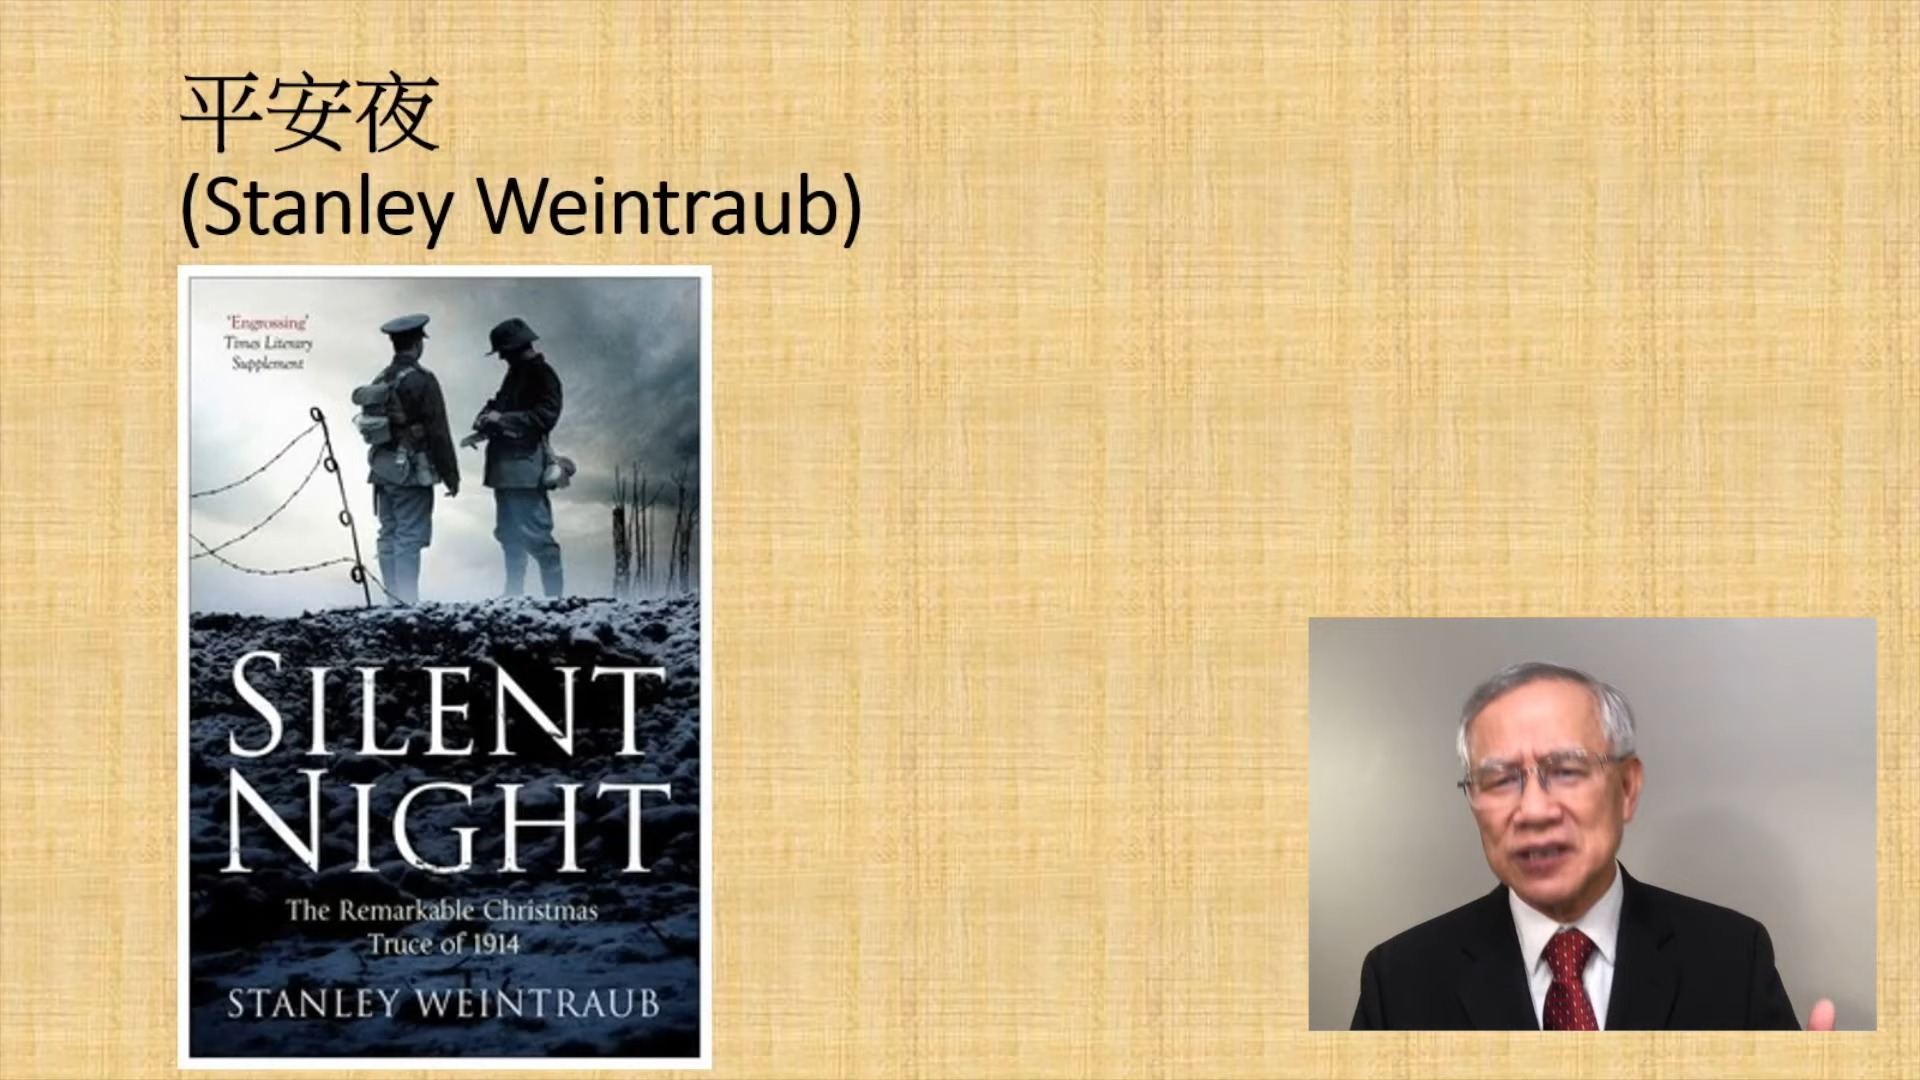 平安夜
(Stanley Weintraub)
'Engrossing'
Times Literary
Supplement
SILENT
NIGHT
The Remarkable Christmas
Truce of 1914
STANLEY WEINTRAUB